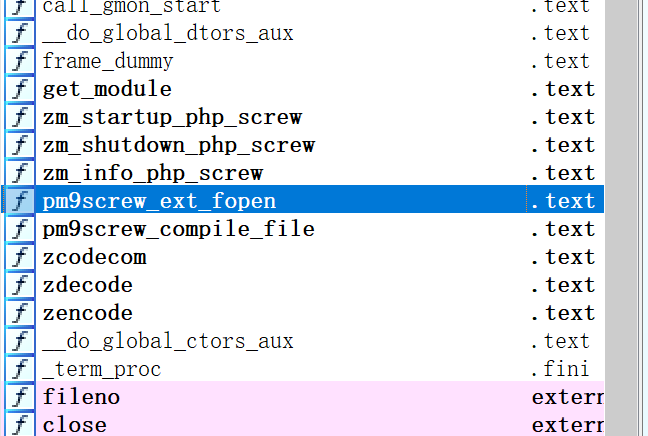 f call_gmon_start .text
f __do_global_dtors_aux .text
f frame_dummy .text
f get_module .text
f zm_startup_php_screw .text
f zm_shutdown_php_screw .text
f zm_info_php_screw .text
f pm9screw_ext_fopen .text
f pm9screw_compile_file .text
f zcodecom .text
f zdecode .text
f zencode .text
f __do_global_ctors_aux .text
f _term_proc .fini
f fileno extern
f close extern